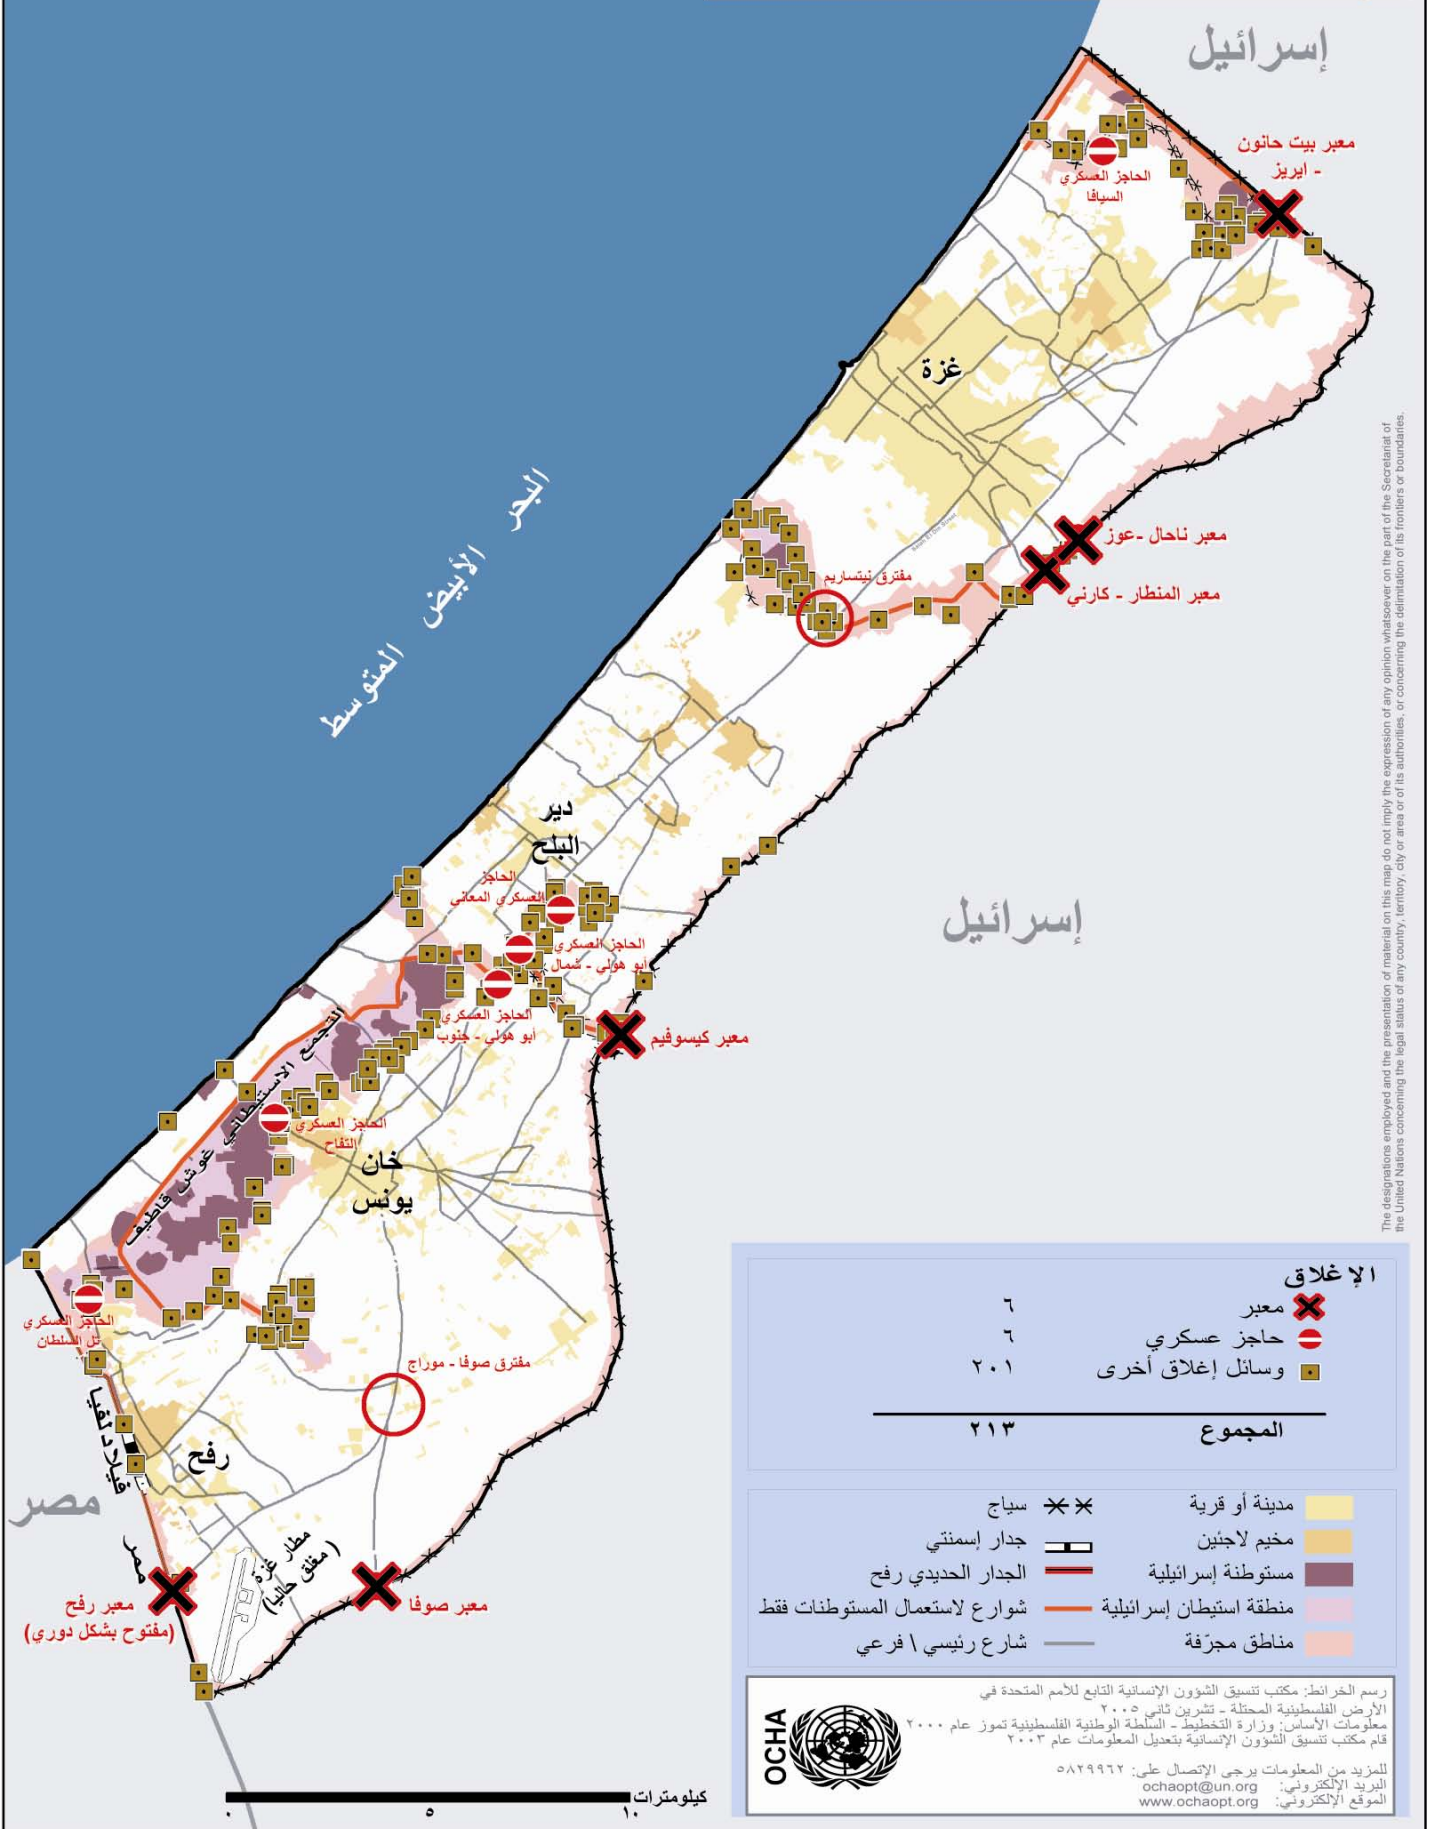 إسرائيل
معبر بيت حانون
- ايريز
الحاجز العسكري
السيافا
غزة
البحر
الأبيض
المتوسط
Salah El Din Street
معبر ناحال -عوز
مفترق نيتساريم
معبر المنطار - كارني
دير
البلح
الحاجز
العسكري المعاني
إسرائيل
الحاجز العسكري
أبو هولي - شمال
الحاجز العسكري
أبو هولي - جنوب
معبر كيسوفيم
التجمع الاستيطاني غوش قاطيف
الحاجز العسكري
التفاح
خان
يونس
الحاجز العسكري
تل السلطان
مفترق صوفا - موراج
ممر فيلادلفيا
رفح
مصر
مطار غزة
(مغلق حاليا)
معبر رفح
(مفتوح بشكل دوري)
معبر صوفا
الإغلاق
معبر ٦
حاجز عسكري ٦
وسائل إغلاق أخرى ٢٠١
المجموع ٢١٣
مدينة أو قرية
مخيم لاجئين
مستوطنة إسرائيلية
منطقة استيطان إسرائيلية
مناطق مجرّفة
سياج
جدار إسمنتي
الجدار الحديدي رفح
شوارع لاستعمال المستوطنات فقط
شارع رئيسي \ فرعي
رسم الخرائط: مكتب تنسيق الشؤون الإنسانية التابع للأمم المتحدة في
الأرض الفلسطينية المحتلة - تشرين ثاني ٢٠٠٥
معلومات الأساس: وزارة التخطيط - السلطة الوطنية الفلسطينية تموز عام ٢٠٠٠
قام مكتب تنسيق الشؤون الإنسانية بتعديل المعلومات عام ٢٠٠٣
للمزيد من المعلومات يرجى الإتصال على: ٥٨٢٩٩٦٢
البريد الإلكتروني: ochaopt@un.org
الموقع الإلكتروني: www.ochaopt.org
OCHA
كيلومترات
٠ ٥ ١٠
The designations employed and the presentation of material on this map do not imply the expression of any opinion whatsoever on the part of the Secretariat of
the United Nations concerning the legal status of any country, territory, city or area or of its authorities, or concerning the delimitation of its frontiers or boundaries.